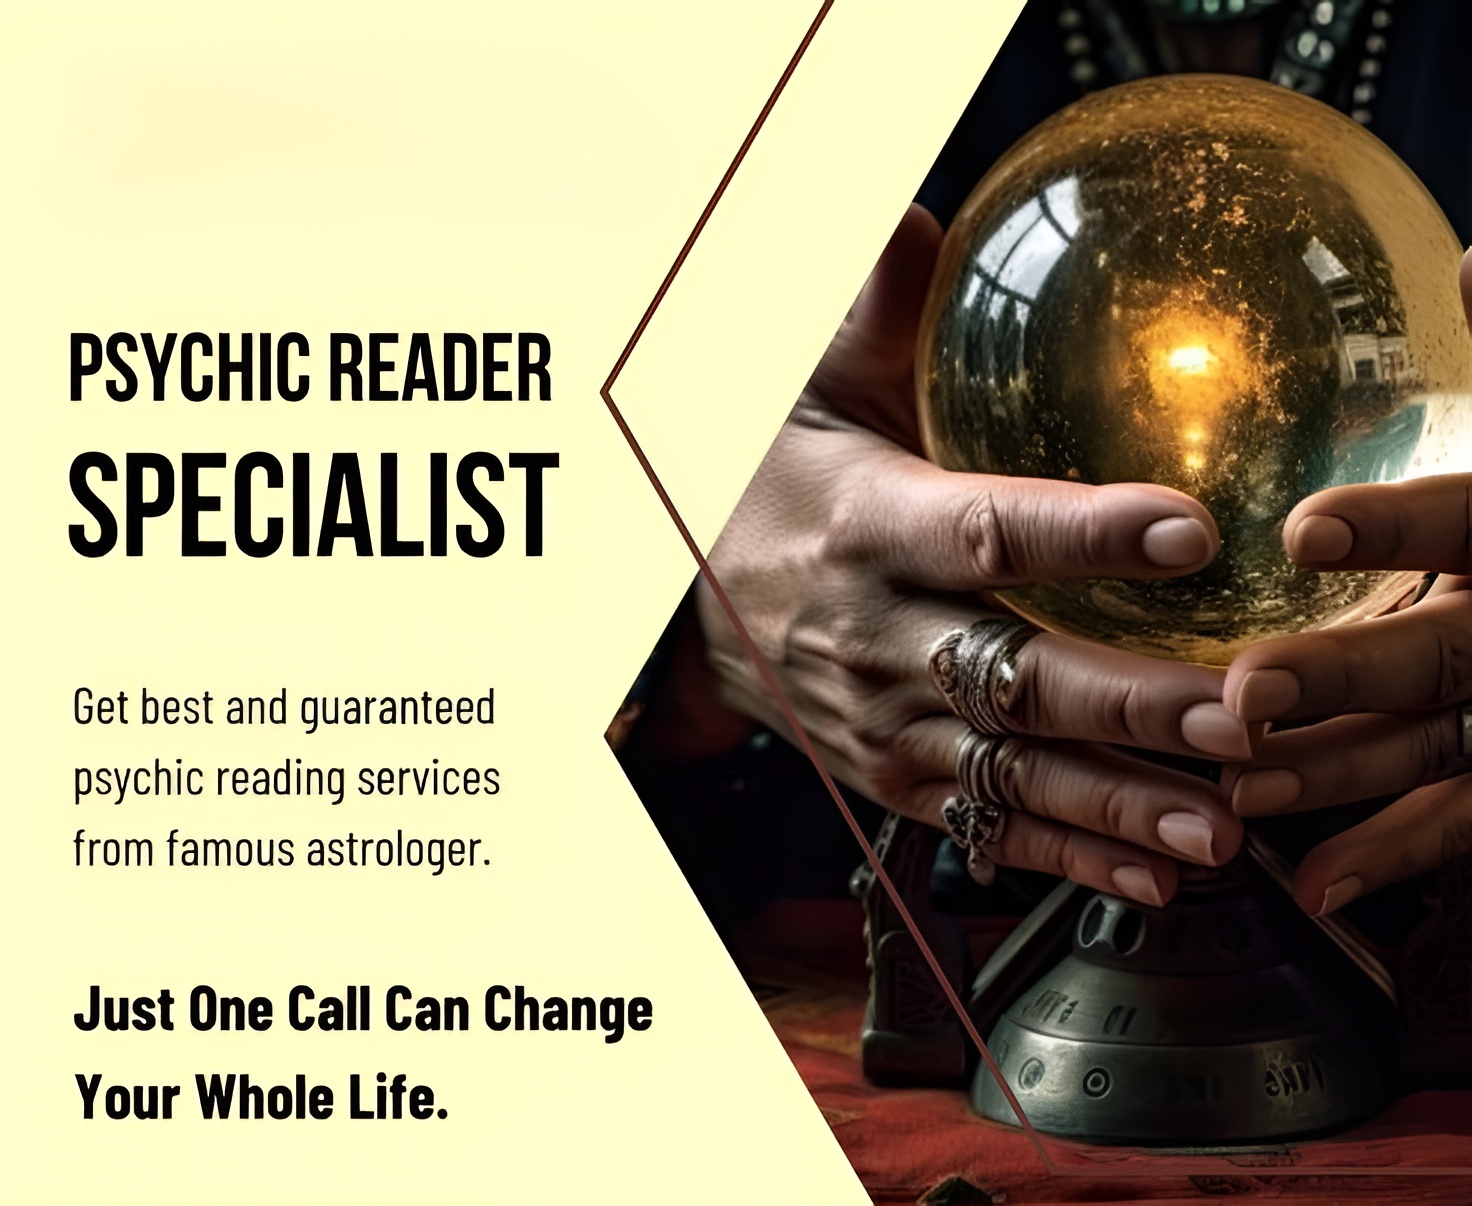 PSYCHIC READER
SPECIALIST
Get best and guaranteed
psychic reading services
from famous astrologer.
Just One Call Can Change
Your Whole Life.